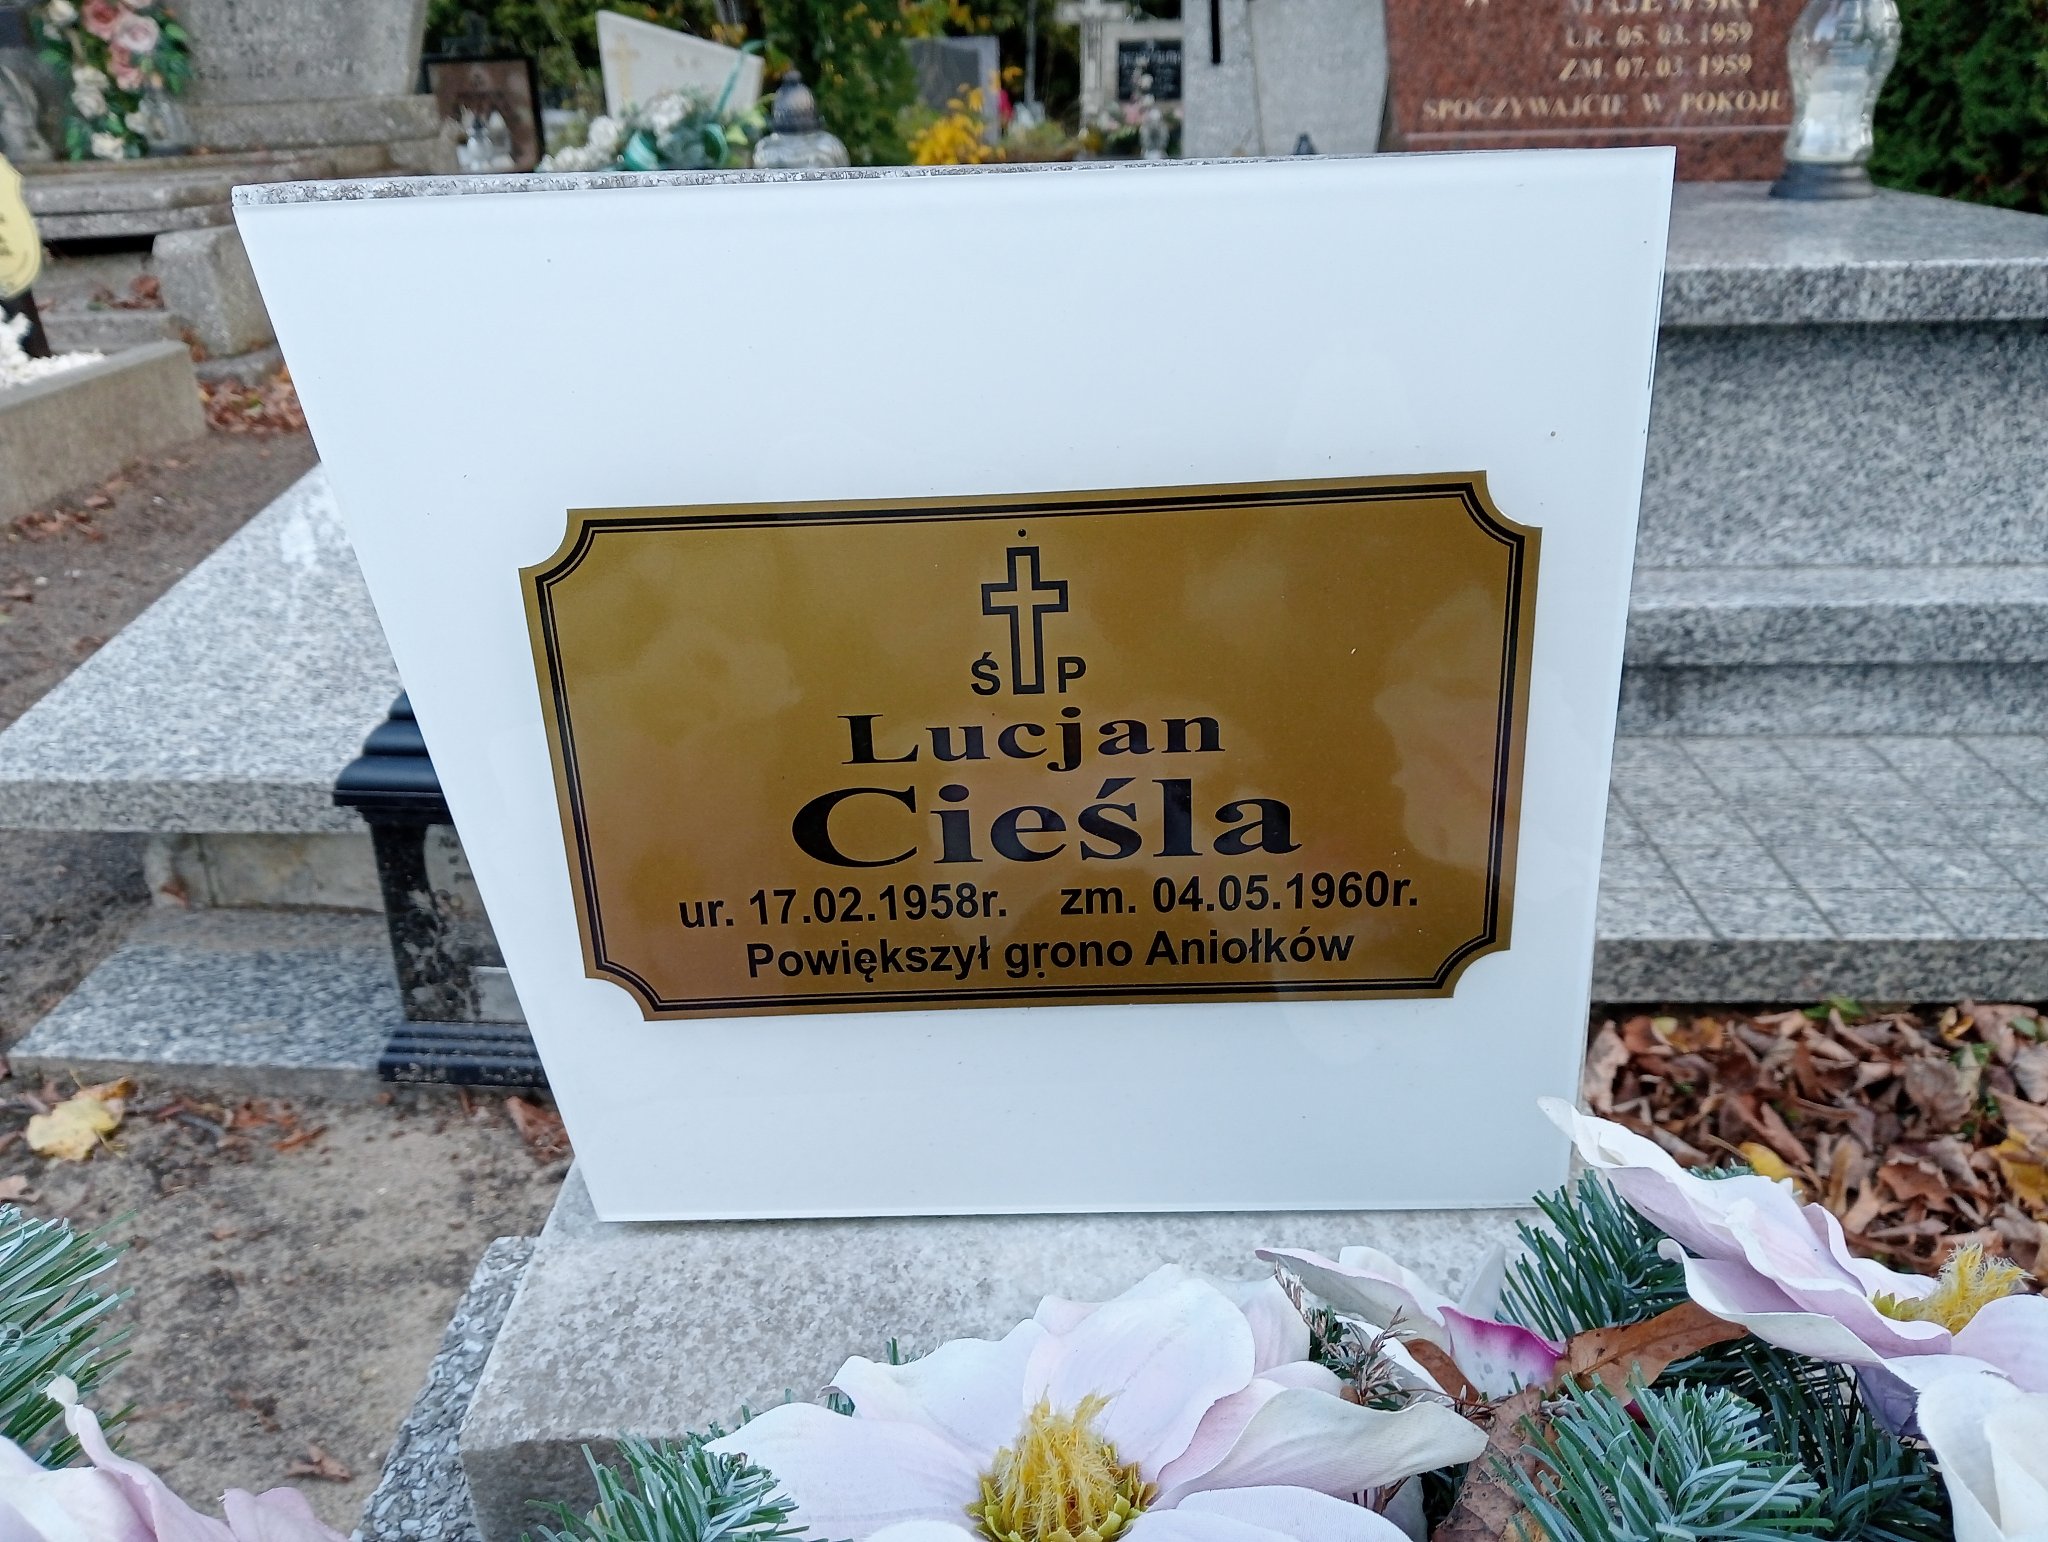 MAJEWSKI
UR. 05. 03. 1959
ZM. 07. 03. 1959
SPOCZYWAJCIE W POKOJU
Ś P
Lucjan
Cieśla
ur. 17.02.1958r. zm. 04.05.1960r.
Powiększył grono Aniołków